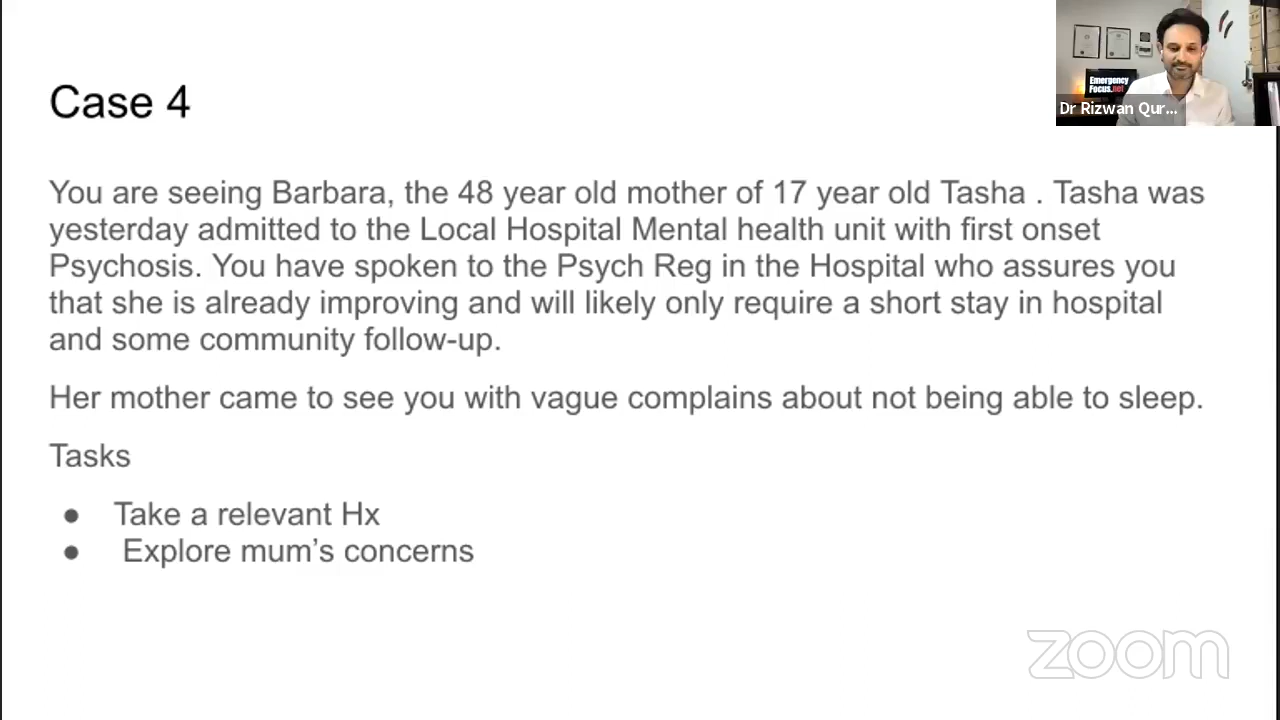 Case 4
Emergency
Focus.net
Dr Rizwan Qur...
You are seeing Barbara, the 48 year old mother of 17 year old Tasha . Tasha was
yesterday admitted to the Local Hospital Mental health unit with first onset
Psychosis. You have spoken to the Psych Reg in the Hospital who assures you
that she is already improving and will likely only require a short stay in hospital
and some community follow-up.
Her mother came to see you with vague complains about not being able to sleep.
Tasks
● Take a relevant Hx
● Explore mum’s concerns
zoom